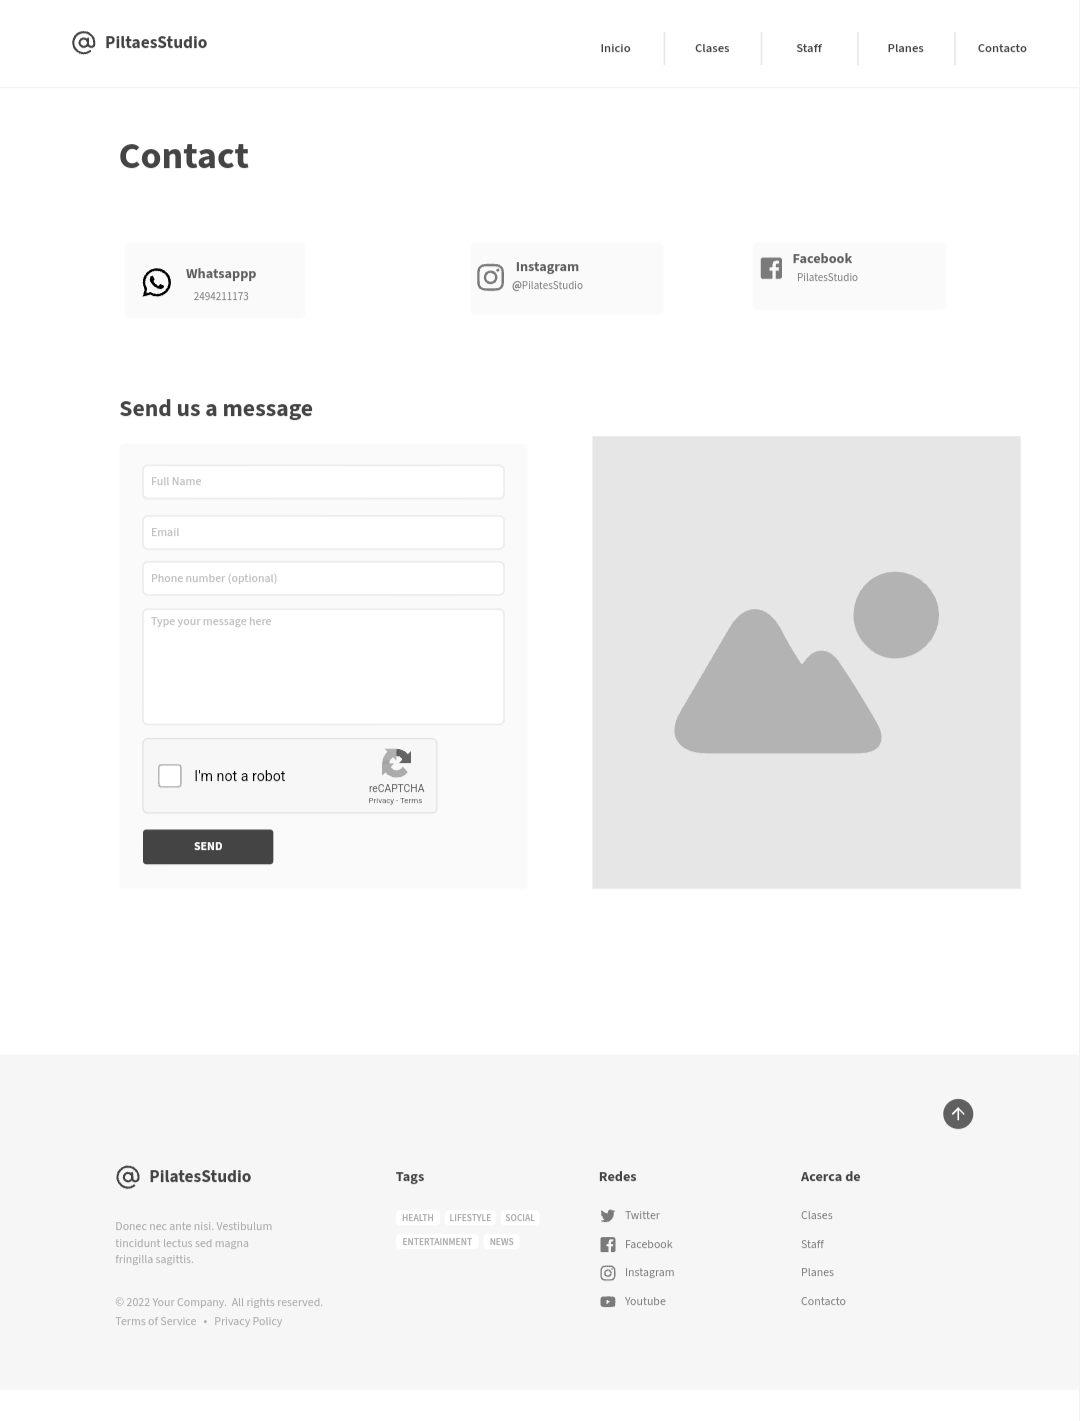 PiltaesStudio
Inicio
Clases
Staff
Planes
Contacto
Contact
Whatsappp
2494211173
Instagram
@PilatesStudio
Facebook
PilatesStudio
Send us a message
Full Name
Email
Phone number (optional)
Type your message here
I'm not a robot
reCAPTCHA
Privacy - Terms
SEND
PilatesStudio
Donec nec ante nisi. Vestibulum
tincidunt lectus sed magna
fringilla sagittis.
© 2022 Your Company. All rights reserved.
Terms of Service • Privacy Policy
Tags
HEALTH LIFESTYLE SOCIAL
ENTERTAINMENT NEWS
Redes
Twitter
Facebook
Instagram
Youtube
Acerca de
Clases
Staff
Planes
Contacto